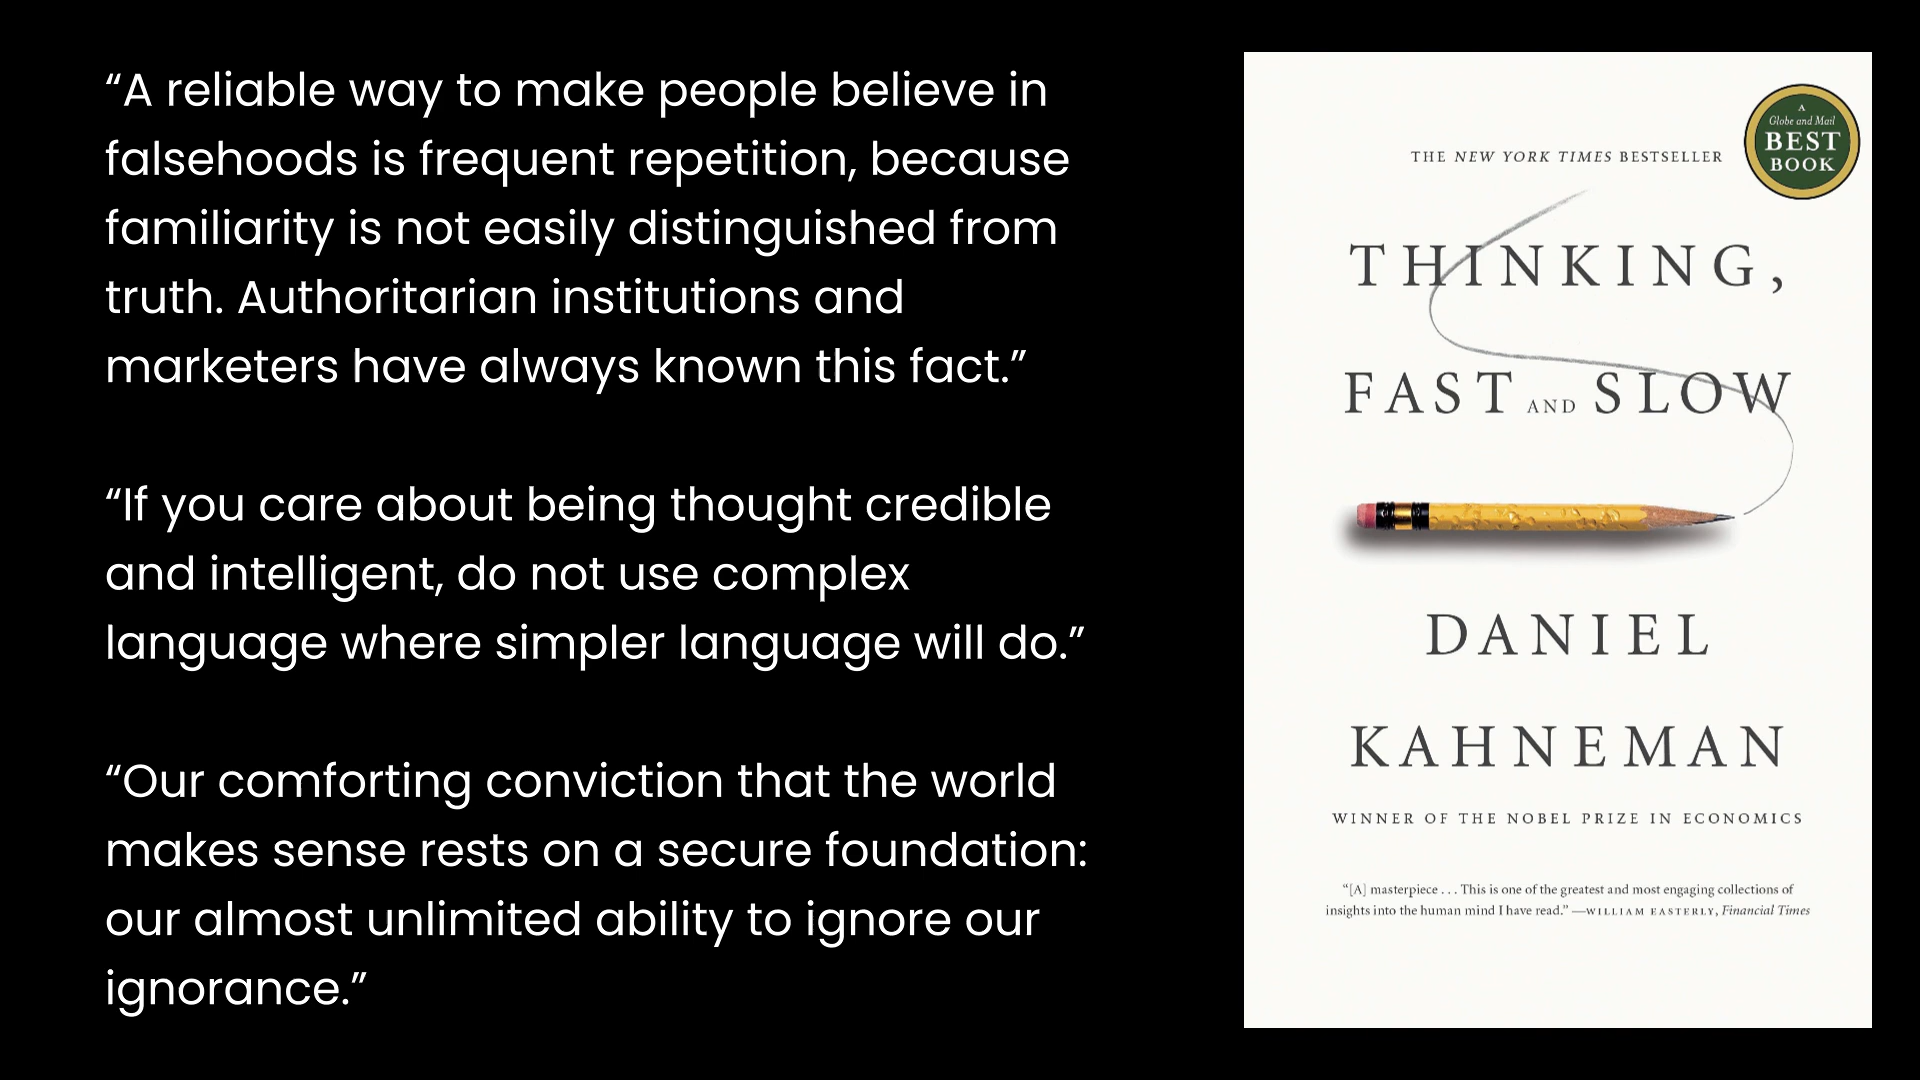 “A reliable way to make people believe in
falsehoods is frequent repetition, because
familiarity is not easily distinguished from
truth. Authoritarian institutions and
marketers have always known this fact.”
“If you care about being thought credible
and intelligent, do not use complex
language where simpler language will do.”
“Our comforting conviction that the world
makes sense rests on a secure foundation:
our almost unlimited ability to ignore our
ignorance.”
A
Globe and Mail
BEST
BOOK
THE NEW YORK TIMES BESTSELLER
THINKING,
FAST AND SLOW
DANIEL
KAHNEMAN
WINNER OF THE NOBEL PRIZE IN ECONOMICS
“[A] masterpiece . . . This is one of the greatest and most engaging collections of
insights into the human mind I have read.” —WILLIAM EASTERLY, Financial Times